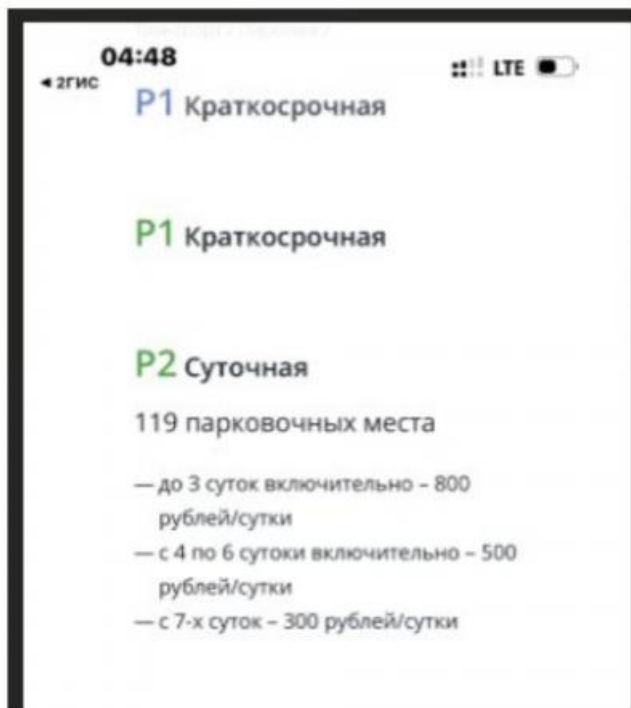 04:48
LTE
◂ 2ГИС
P1 Краткосрочная
P1 Краткосрочная
P2 Суточная
119 парковочных места
— до 3 суток включительно – 800
рублей/сутки
— с 4 по 6 сутоки включительно – 500
рублей/сутки
— с 7-х суток – 300 рублей/сутки